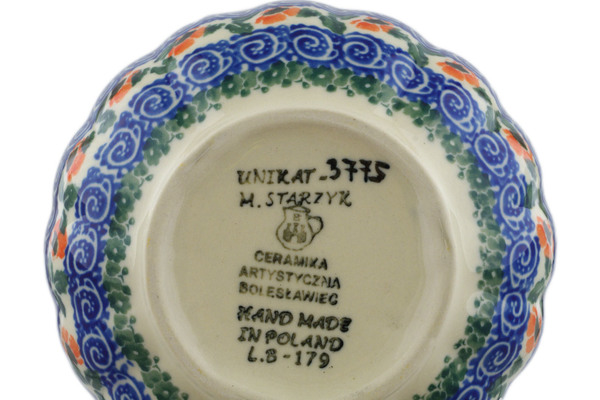 UNIKAT-3775
M. STARZYK
CERAMIKA
ARTYSTYCZNA
BOLESŁAWIEC
HAND MADE
IN POLAND
L.B-179